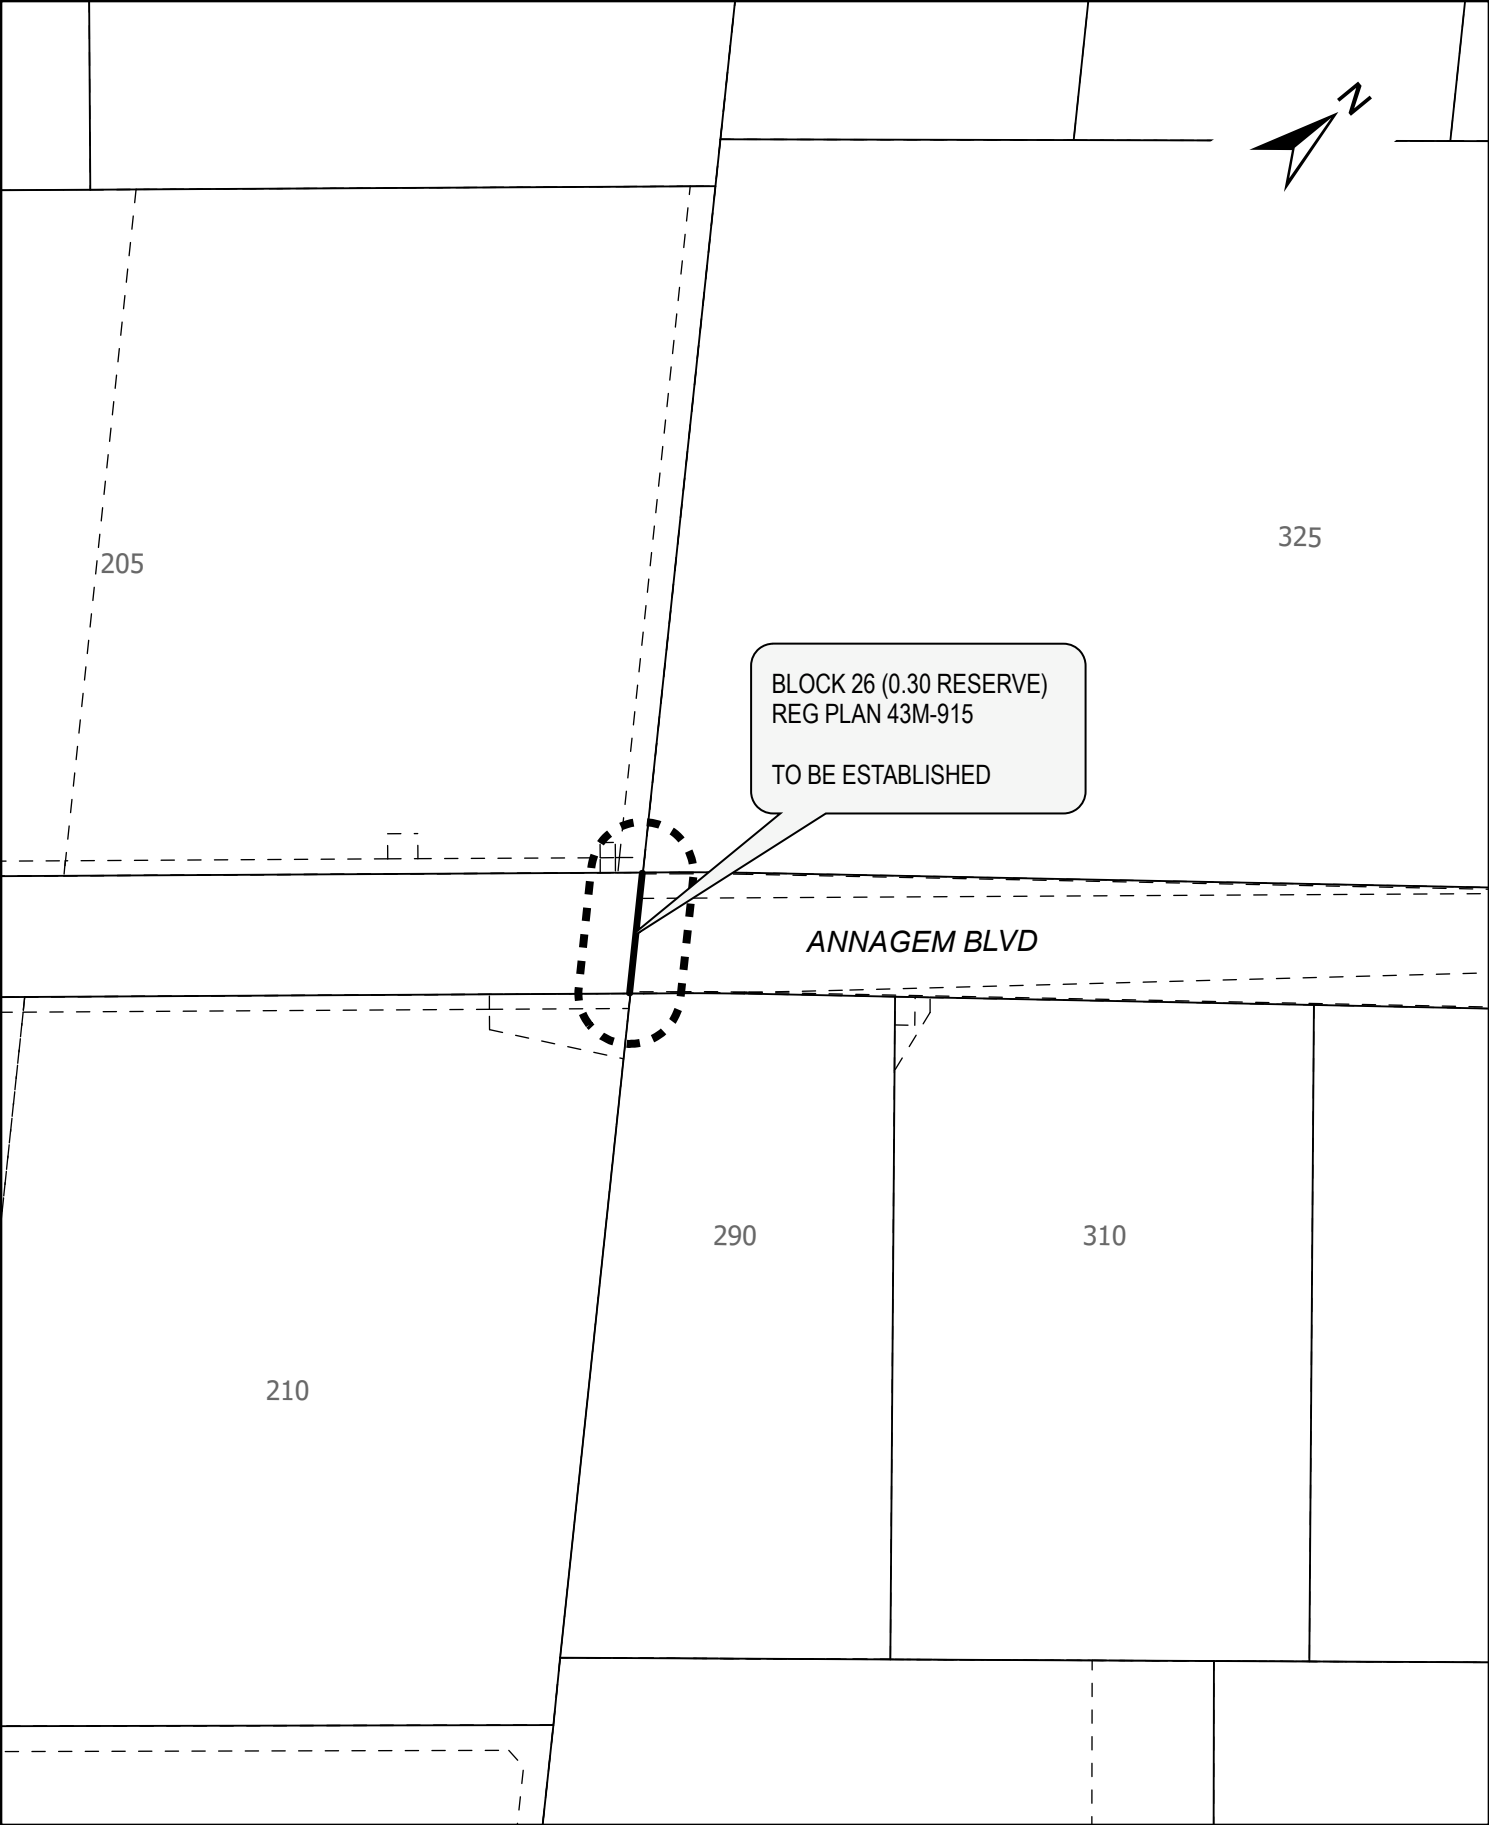 N
325
205
BLOCK 26 (0.30 RESERVE)
REG PLAN 43M-915
TO BE ESTABLISHED
ANNAGEM BLVD
290
310
210